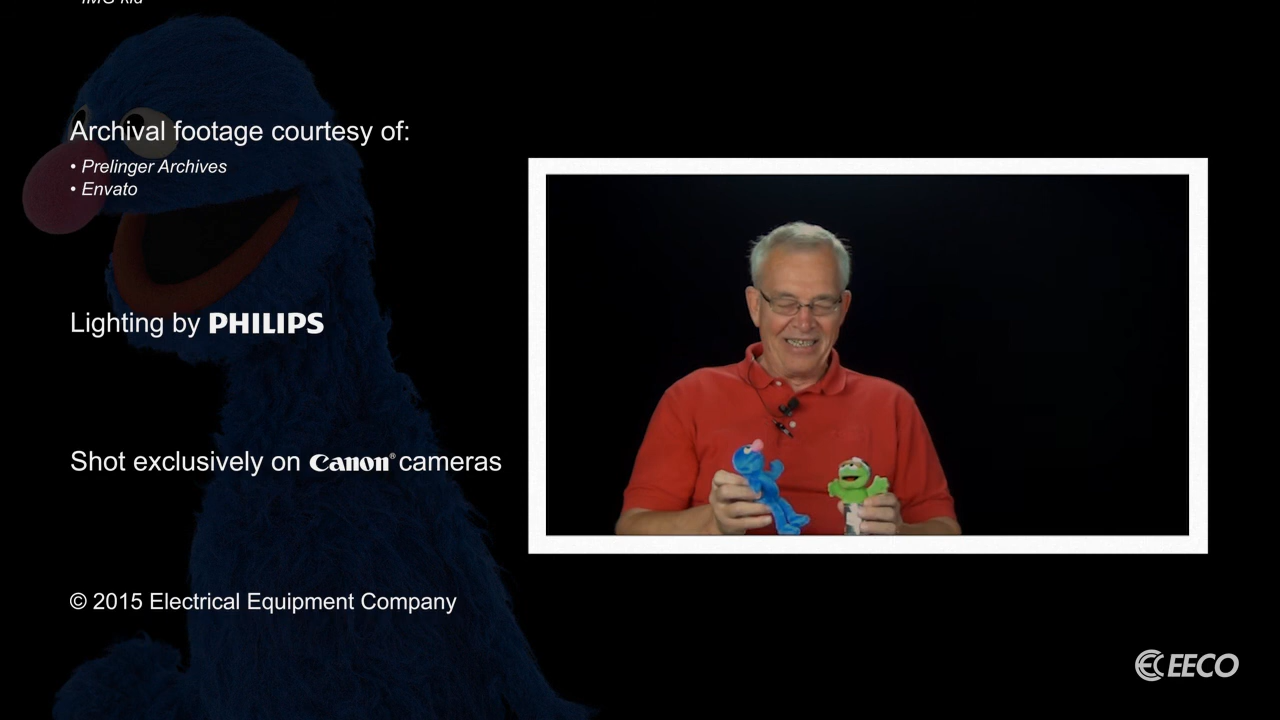 Archival footage courtesy of:
• Prelinger Archives
• Envato
Lighting by PHILIPS
Shot exclusively on Canon® cameras
© 2015 Electrical Equipment Company
EECO